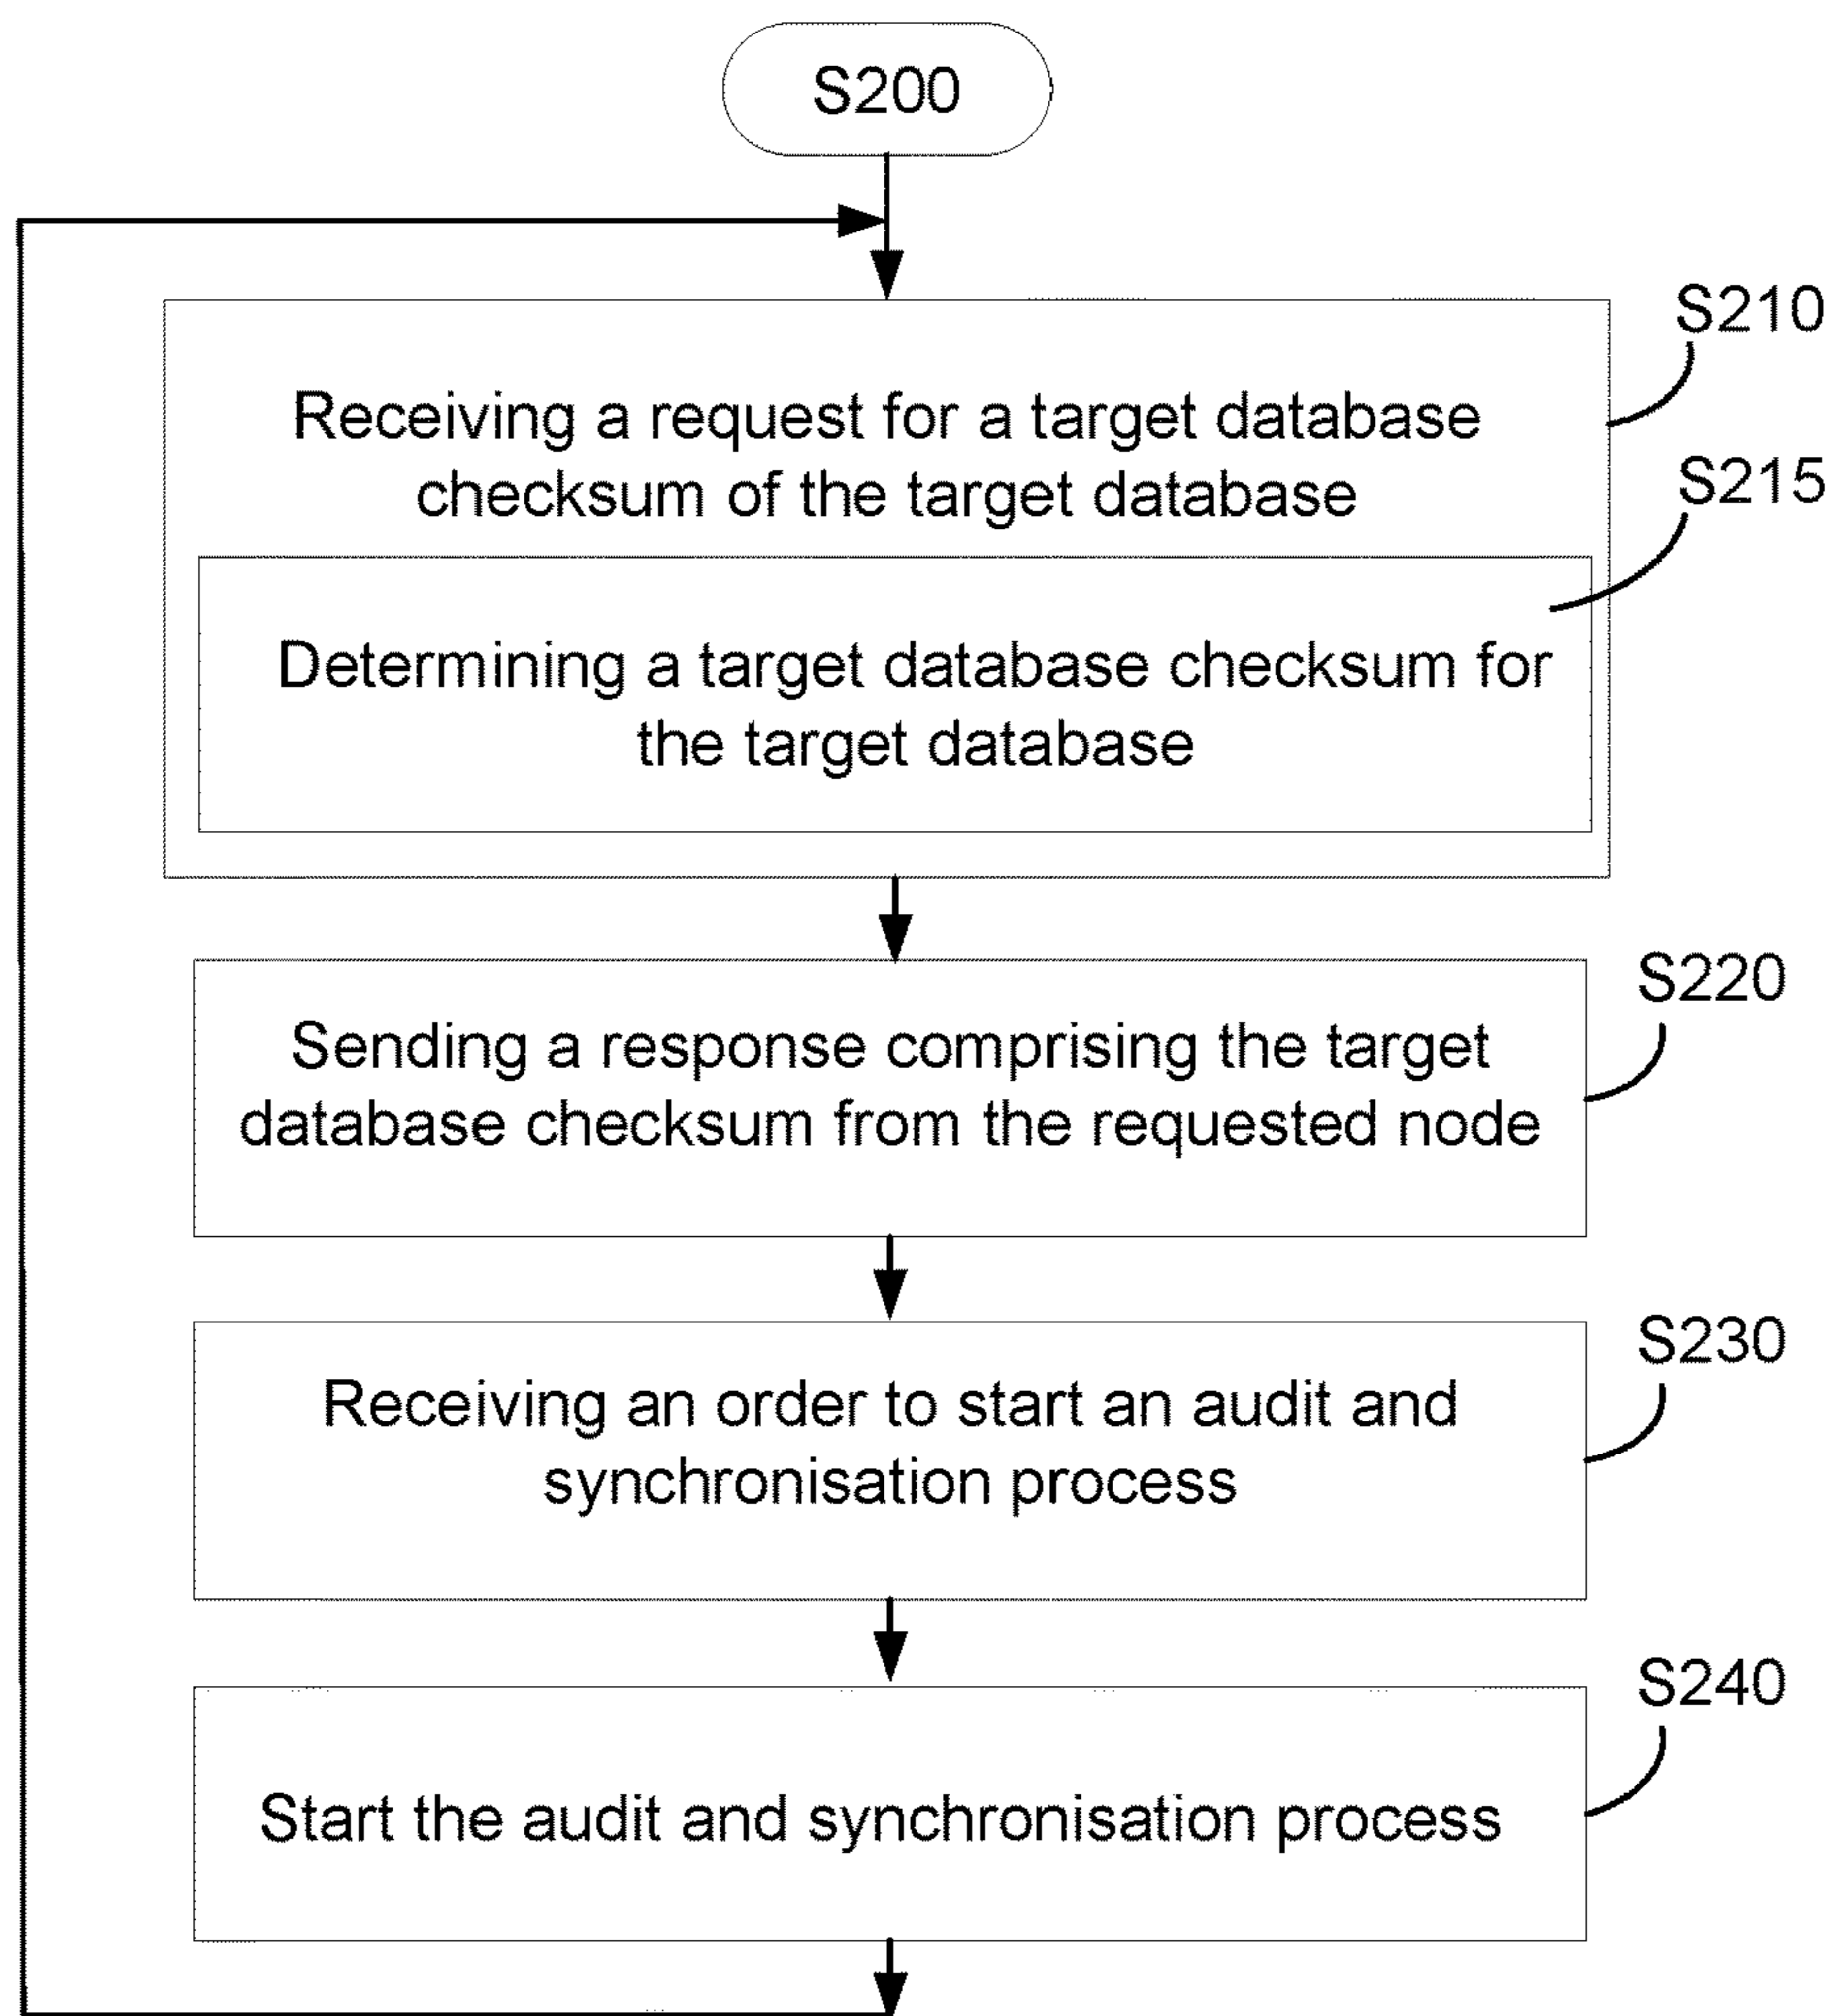 S200
S210
Receiving a request for a target database
checksum of the target database
S215
Determining a target database checksum for
the target database
S220
Sending a response comprising the target
database checksum from the requested node
S230
Receiving an order to start an audit and
synchronisation process
S240
Start the audit and synchronisation process